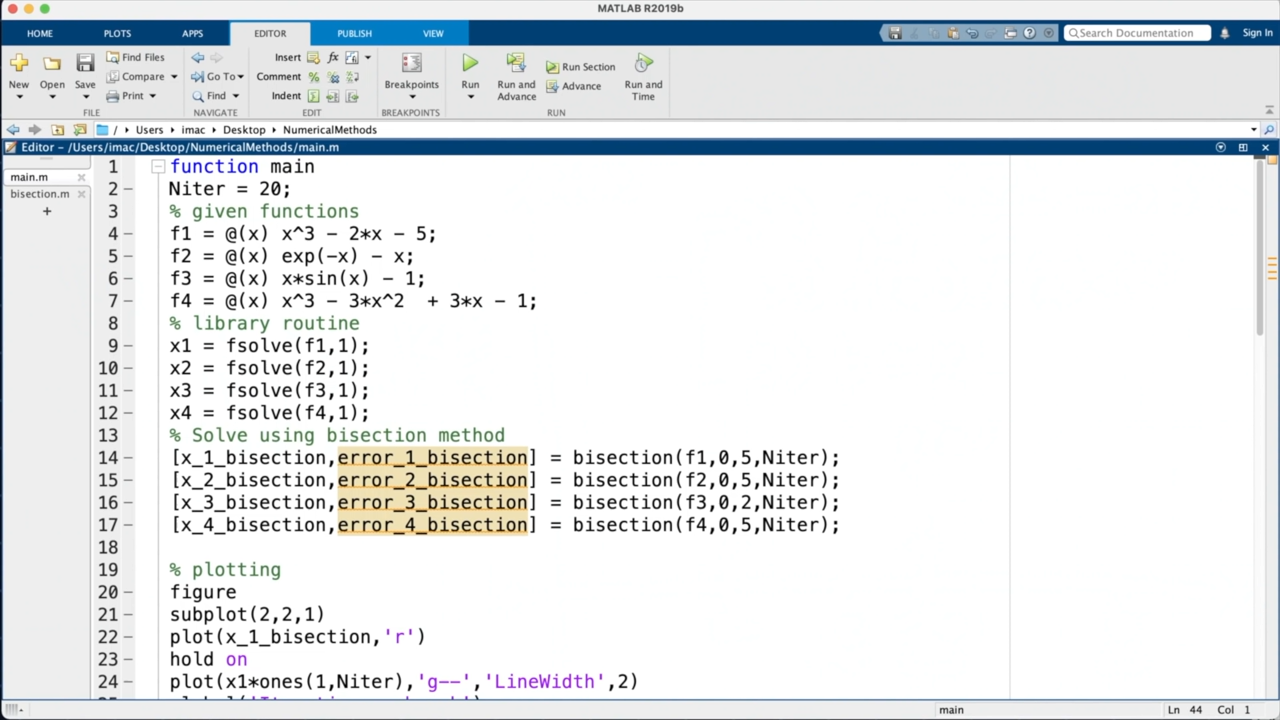 MATLAB R2019b
HOME PLOTS APPS EDITOR PUBLISH VIEW Search Documentation Sign In
New Open Save Find Files Compare Print
Go To Find
Insert fx
Comment
Indent
Breakpoints
Run Run and Advance Run Section Advance Run and Time
FILE NAVIGATE EDIT BREAKPOINTS RUN
/ Users imac Desktop NumericalMethods
Editor - /Users/imac/Desktop/NumericalMethods/main.m
main.m
bisection.m
+
1 function main
2 Niter = 20;
3 % given functions
4 f1 = @(x) x^3 - 2*x - 5;
5 f2 = @(x) exp(-x) - x;
6 f3 = @(x) x*sin(x) - 1;
7 f4 = @(x) x^3 - 3*x^2  + 3*x - 1;
8 % library routine
9 x1 = fsolve(f1,1);
10 x2 = fsolve(f2,1);
11 x3 = fsolve(f3,1);
12 x4 = fsolve(f4,1);
13 % Solve using bisection method
14 [x_1_bisection,error_1_bisection] = bisection(f1,0,5,Niter);
15 [x_2_bisection,error_2_bisection] = bisection(f2,0,5,Niter);
16 [x_3_bisection,error_3_bisection] = bisection(f3,0,2,Niter);
17 [x_4_bisection,error_4_bisection] = bisection(f4,0,5,Niter);
18
19 % plotting
20 figure
21 subplot(2,2,1)
22 plot(x_1_bisection,'r')
23 hold on
24 plot(x1*ones(1,Niter),'g--','LineWidth',2)
main Ln 44 Col 1